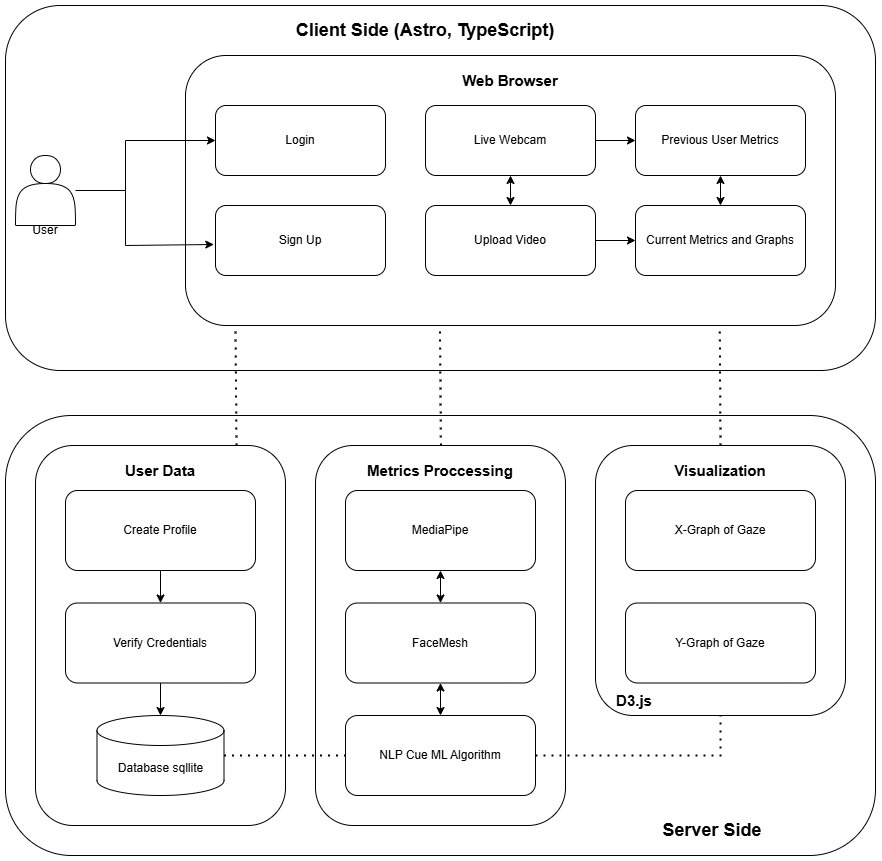 Client Side (Astro, TypeScript)
Web Browser
Login
Live Webcam
Previous User Metrics
User
Sign Up
Upload Video
Current Metrics and Graphs
User Data
Metrics Proccessing
Visualization
Create Profile
MediaPipe
X-Graph of Gaze
Verify Credentials
FaceMesh
Y-Graph of Gaze
D3.js
Database sqllite
NLP Cue ML Algorithm
Server Side